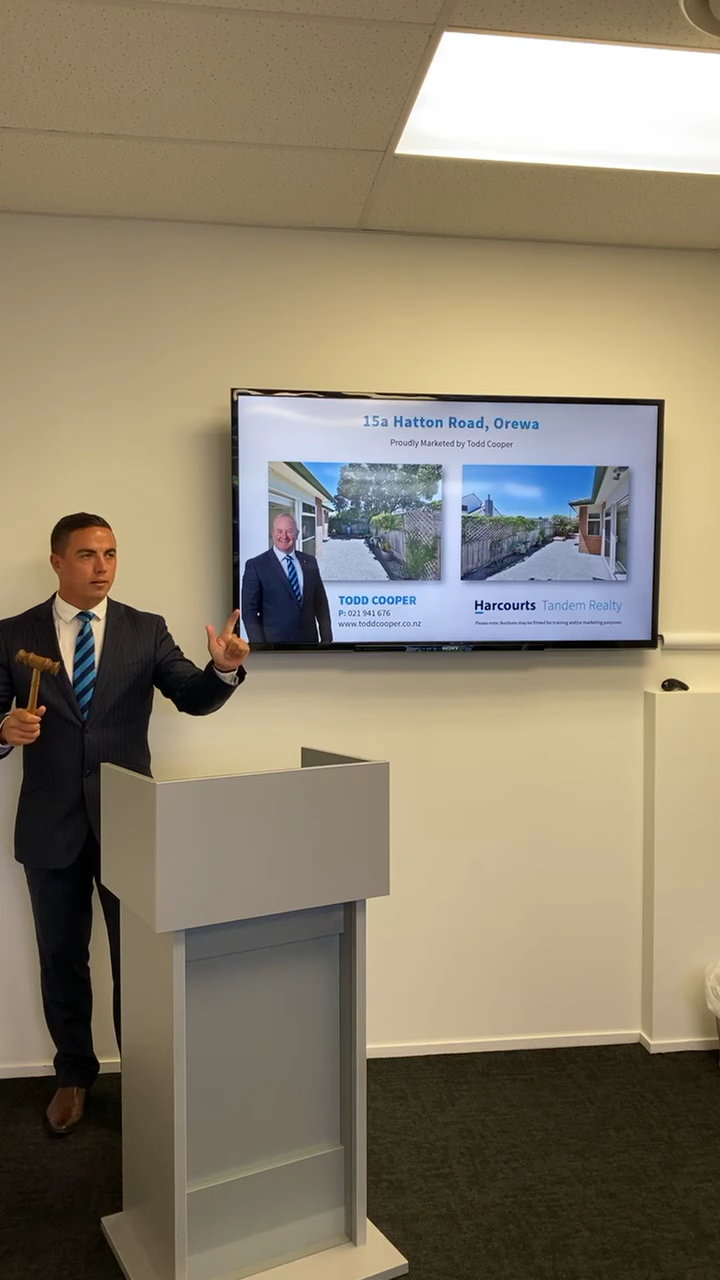 15a Hatton Road, Orewa
Proudly Marketed by Todd Cooper
TODD COOPER
P: 021 941 676
www.toddcooper.co.nz
Harcourts Tandem Realty
Please note: Auctions may be filmed for training and/or marketing purposes
SONY